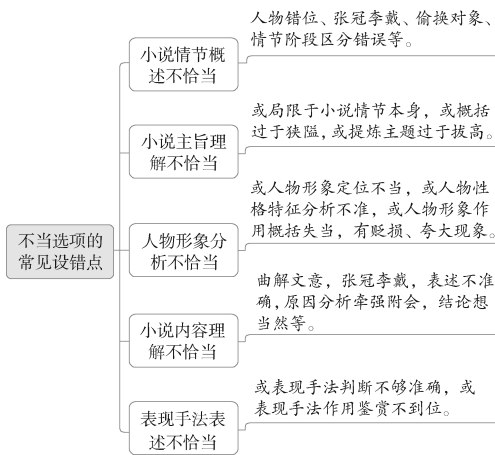 不当选项的
常见设错点
小说情节概
述不恰当
人物错位、张冠李戴、偷换对象、
情节阶段区分错误等。
小说主旨理
解不恰当
或局限于小说情节本身，或概括
过于狭隘，或提炼主题过于拔高。
人物形象分
析不恰当
或人物形象定位不当，或人物性
格特征分析不准，或人物形象作
用概括失当，有贬损、夸大现象。
小说内容理
解不恰当
曲解文意，张冠李戴，表述不准
确，原因分析牵强附会，结论想
当然等。
表现手法表
述不恰当
或表现手法判断不够准确，或
表现手法作用鉴赏不到位。